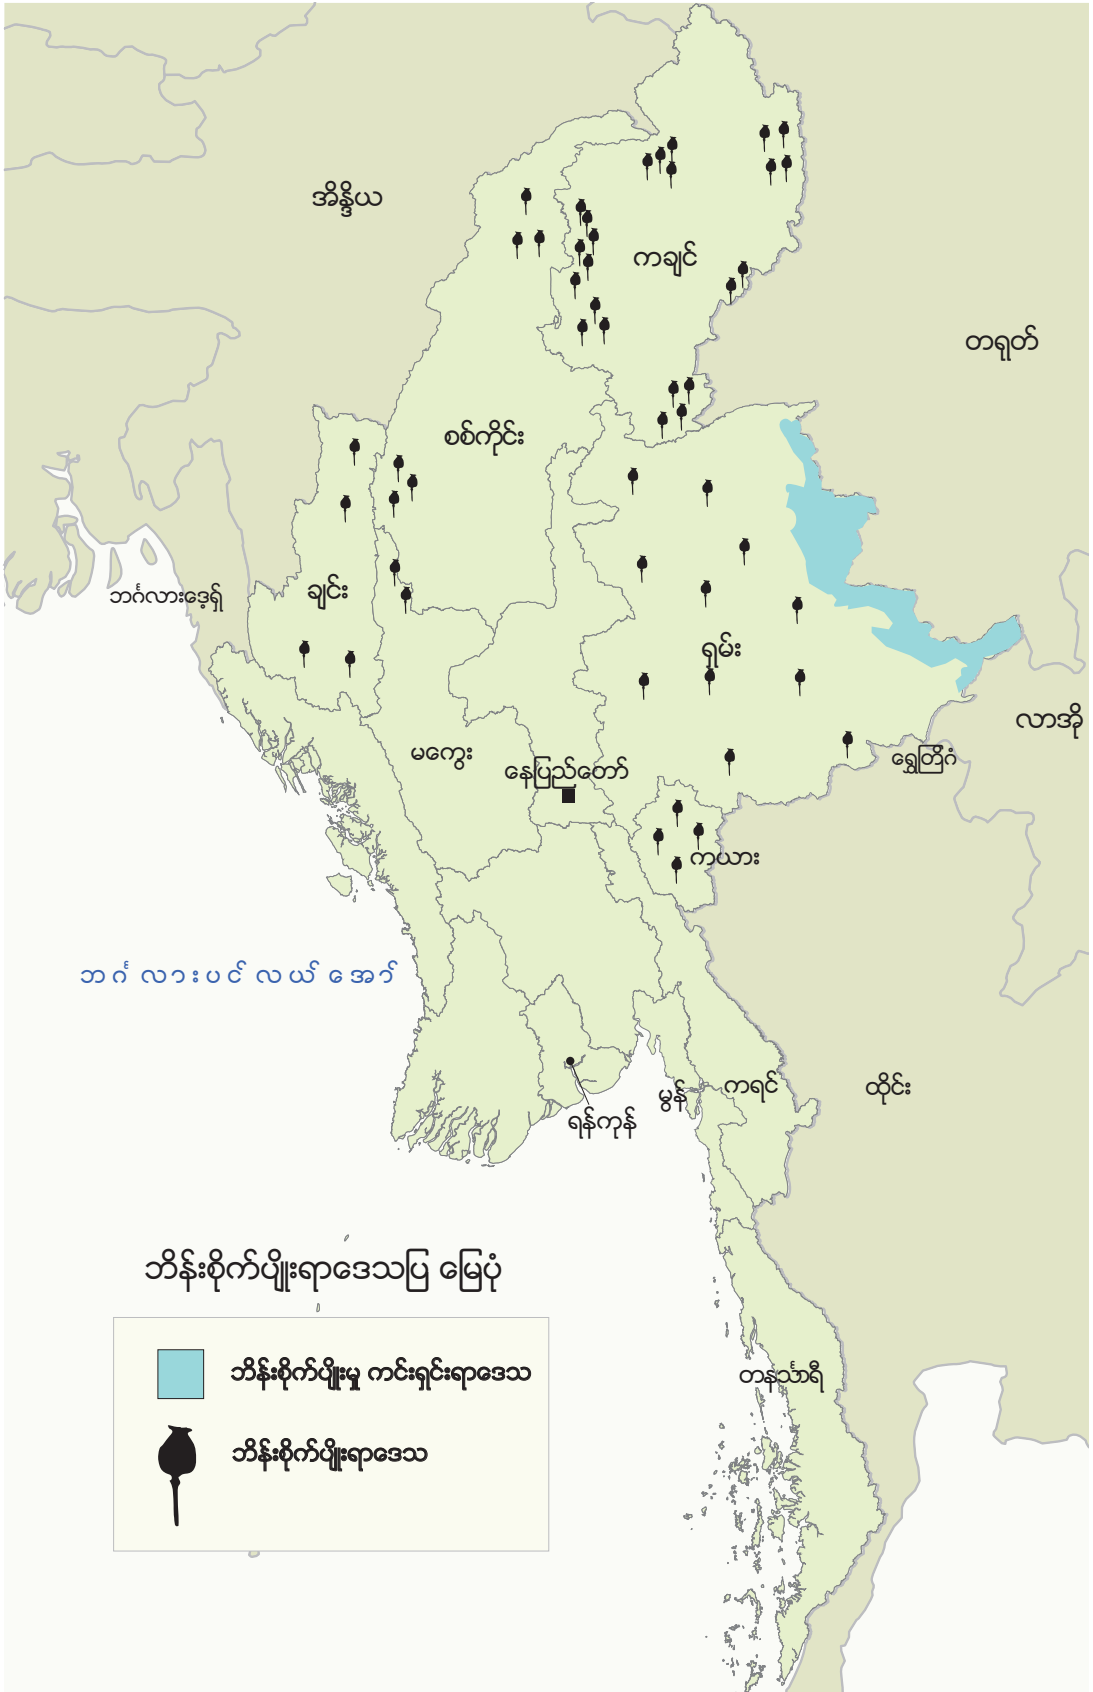 အိန္ဒိယ
ကချင်
တရုတ်
စစ်ကိုင်း
ဘင်္ဂလားဒေ့ရှ်
ချင်း
ရှမ်း
လာအို
မကွေး
နေပြည်တော်
ရွှေတြိဂံ
ကယား
ဘင်္ဂလားပင်လယ်အော်
ကရင်
ထိုင်း
မွန်
ရန်ကုန်
ဘိန်းစိုက်ပျိုးရာဒေသပြ မြေပုံ
ဘိန်းစိုက်ပျိုးမှု ကင်းရှင်းရာဒေသ
တနင်္သာရီ
ဘိန်းစိုက်ပျိုးရာဒေသ